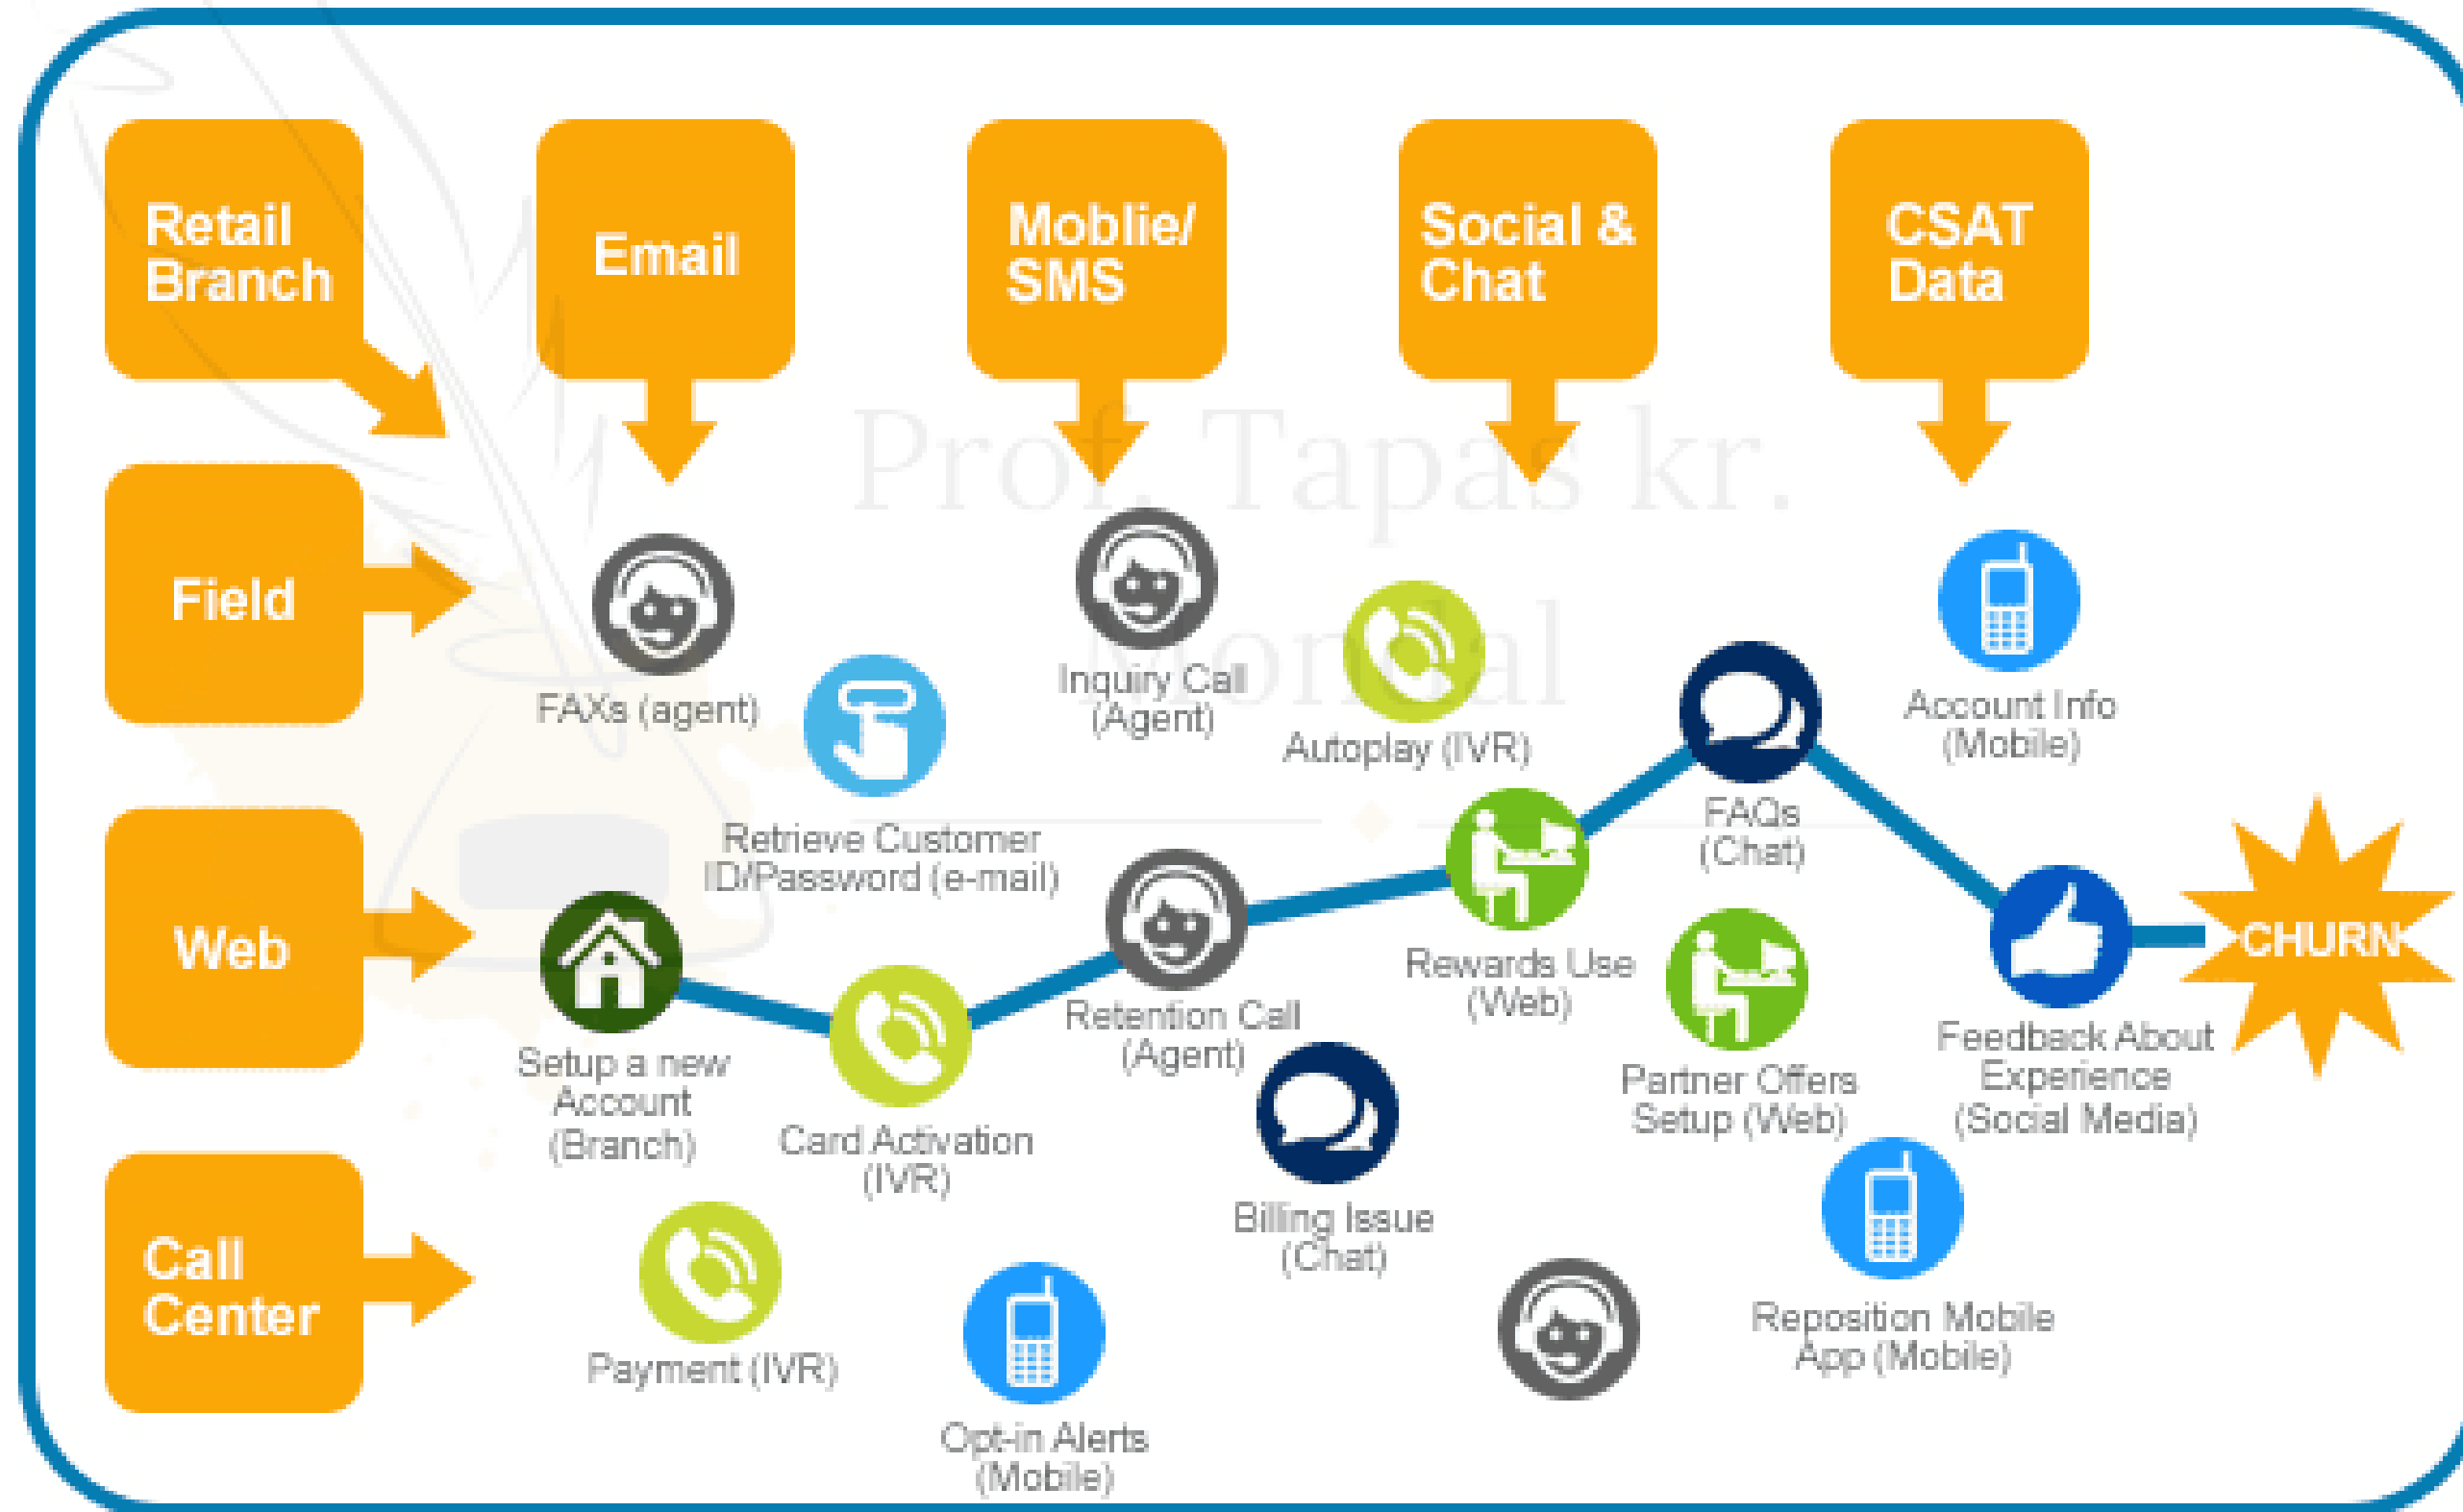 Retail
Branch
Email
Moblie/
SMS
Social &
Chat
CSAT
Data
Prof. Tapas kr.
Mondal
Field
FAXs (agent)
Inquiry Call
(Agent)
Autoplay (IVR)
Account Info
(Mobile)
Retrieve Customer
ID/Password (e-mail)
FAQs
(Chat)
Web
Setup a new
Account
(Branch)
Card Activation
(IVR)
Retention Call
(Agent)
Rewards Use
(Web)
Partner Offers
Setup (Web)
Feedback About
Experience
(Social Media)
CHURN
Call
Center
Payment (IVR)
Opt-in Alerts
(Mobile)
Billing Issue
(Chat)
Reposition Mobile
App (Mobile)